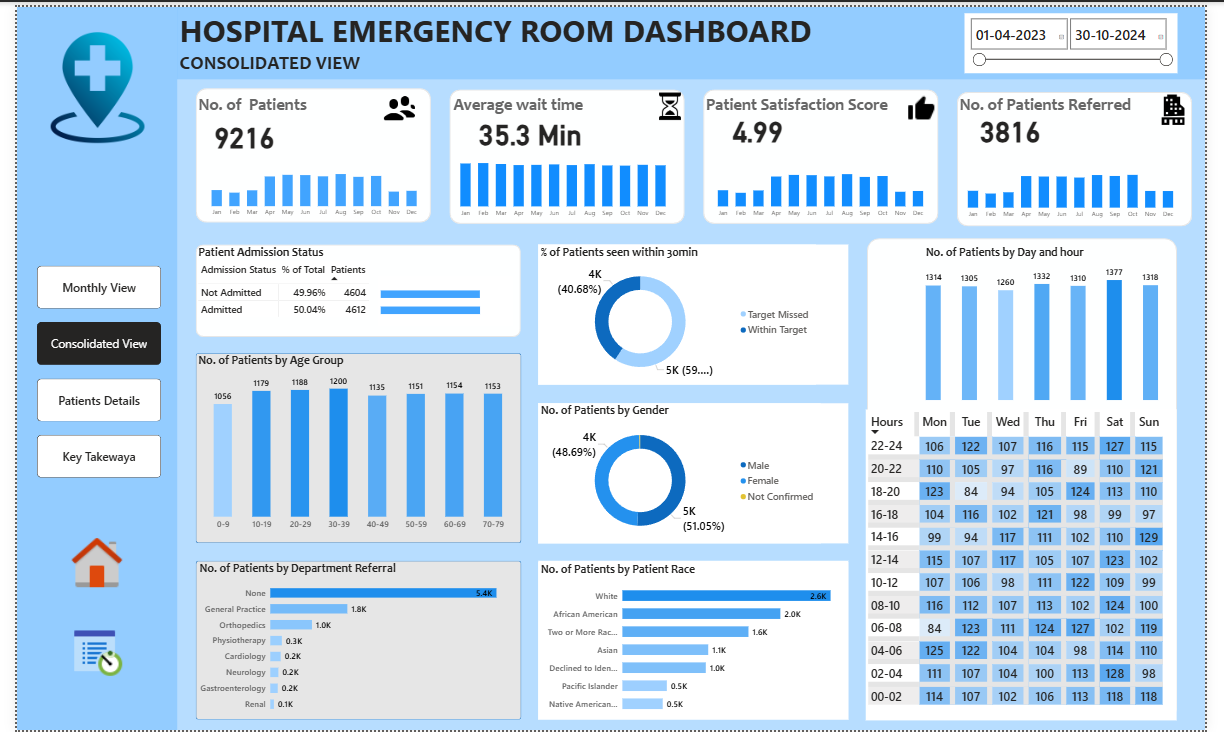 HOSPITAL EMERGENCY ROOM DASHBOARD
CONSOLIDATED VIEW
01-04-2023 30-10-2024
No. of Patients
9216
Jan Feb Mar Apr May Jun Jul Aug Sep Oct Nov Dec
Average wait time
35.3 Min
Jan Feb Mar Apr May Jun Jul Aug Sep Oct Nov Dec
Patient Satisfaction Score
4.99
Jan Feb Mar Apr May Jun Jul Aug Sep Oct Nov Dec
No. of Patients Referred
3816
Jan Feb Mar Apr May Jun Jul Aug Sep Oct Nov Dec
Monthly View
Consolidated View
Patients Details
Key Takewaya
Patient Admission Status
Admission Status % of Total Patients
Not Admitted 49.96% 4604
Admitted 50.04% 4612
No. of Patients by Age Group
1056 1179 1188 1200 1135 1151 1154 1153
0-9 10-19 20-29 30-39 40-49 50-59 60-69 70-79
No. of Patients by Department Referral
None 5.4K
General Practice 1.8K
Orthopedics 1.0K
Physiotherapy 0.3K
Cardiology 0.2K
Neurology 0.2K
Gastroenterology 0.2K
Renal 0.1K
% of Patients seen within 30min
4K
(40.68%)
5K (59....)
Target Missed
Within Target
No. of Patients by Gender
4K
(48.69%)
5K
(51.05%)
Male
Female
Not Confirmed
No. of Patients by Patient Race
White 2.6K
African American 2.0K
Two or More Rac... 1.6K
Asian 1.1K
Declined to Iden... 1.0K
Pacific Islander 0.5K
Native American... 0.5K
No. of Patients by Day and hour
1314 1305 1260 1332 1310 1377 1318
Hours Mon Tue Wed Thu Fri Sat Sun
22-24 106 122 107 116 115 127 115
20-22 110 105 97 116 89 110 121
18-20 123 84 94 105 124 113 110
16-18 104 116 102 121 98 99 97
14-16 99 94 117 111 102 110 129
12-14 115 107 117 105 107 123 102
10-12 107 106 98 111 122 109 99
08-10 116 112 107 113 102 124 100
06-08 84 123 111 124 127 102 119
04-06 125 122 104 104 98 114 110
02-04 111 107 104 100 113 128 98
00-02 114 107 102 106 113 118 118